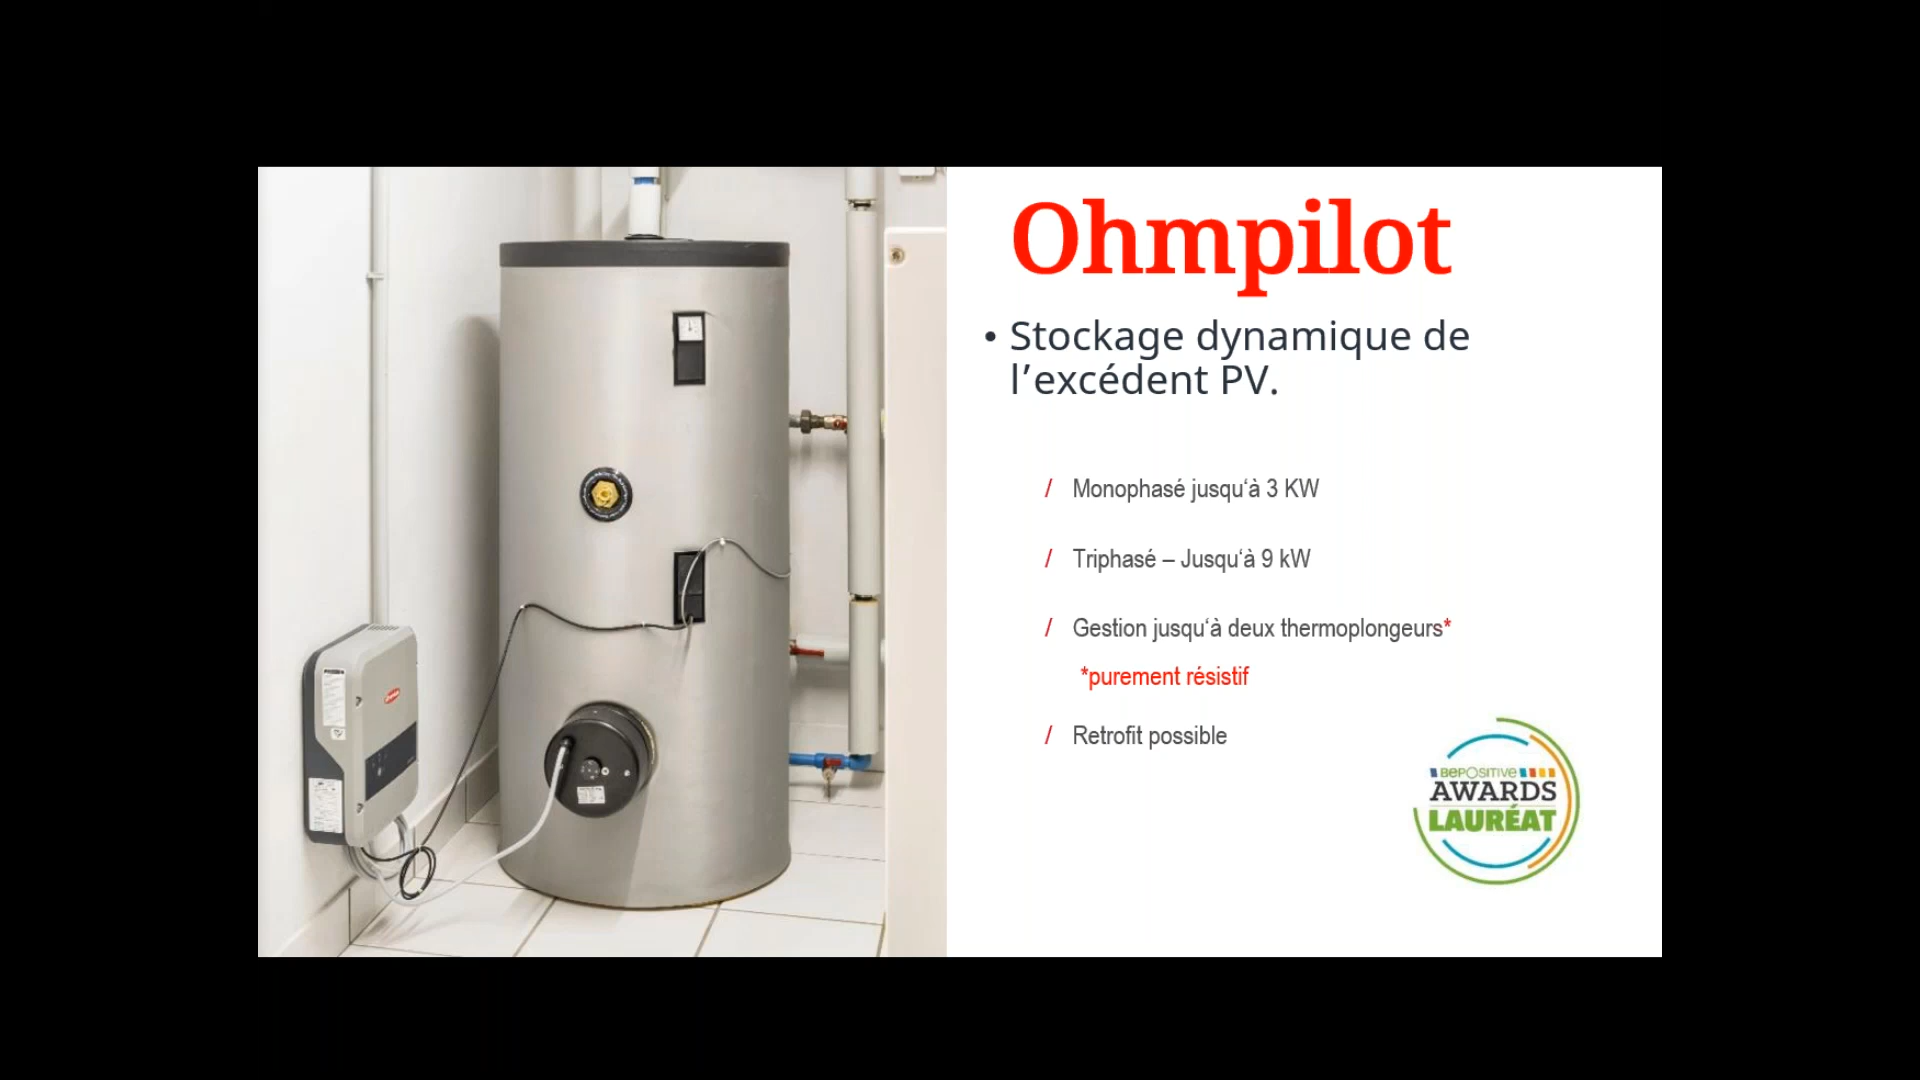 Ohmpilot
• Stockage dynamique de
l’excédent PV.
/ Monophasé jusqu‘à 3 KW
/ Triphasé – Jusqu‘à 9 kW
/ Gestion jusqu‘à deux thermoplongeurs*
*purement résistif
/ Retrofit possible
BePOSITIVE
AWARDS
LAURÉAT